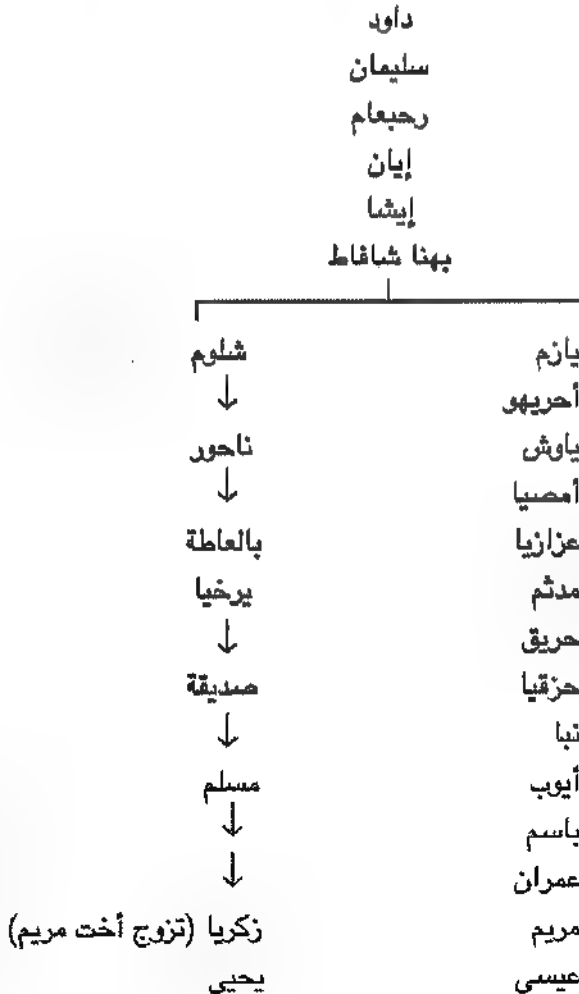 داود
سليمان
رحبعام
إيان
إيشا
بهنا شافاط
يازم شلوم
↓
أحريهو
ياوش ناحور
↓
أمصيا
عزازيا بالعاطة
مدثم يرخيا
↓
حريق
حزقيا صديقة
↓
نبا
أيوب مسلم
↓
ياسم
↓
عمران
مريم زكريا (تزوج أخت مريم)
عيسى يحيى